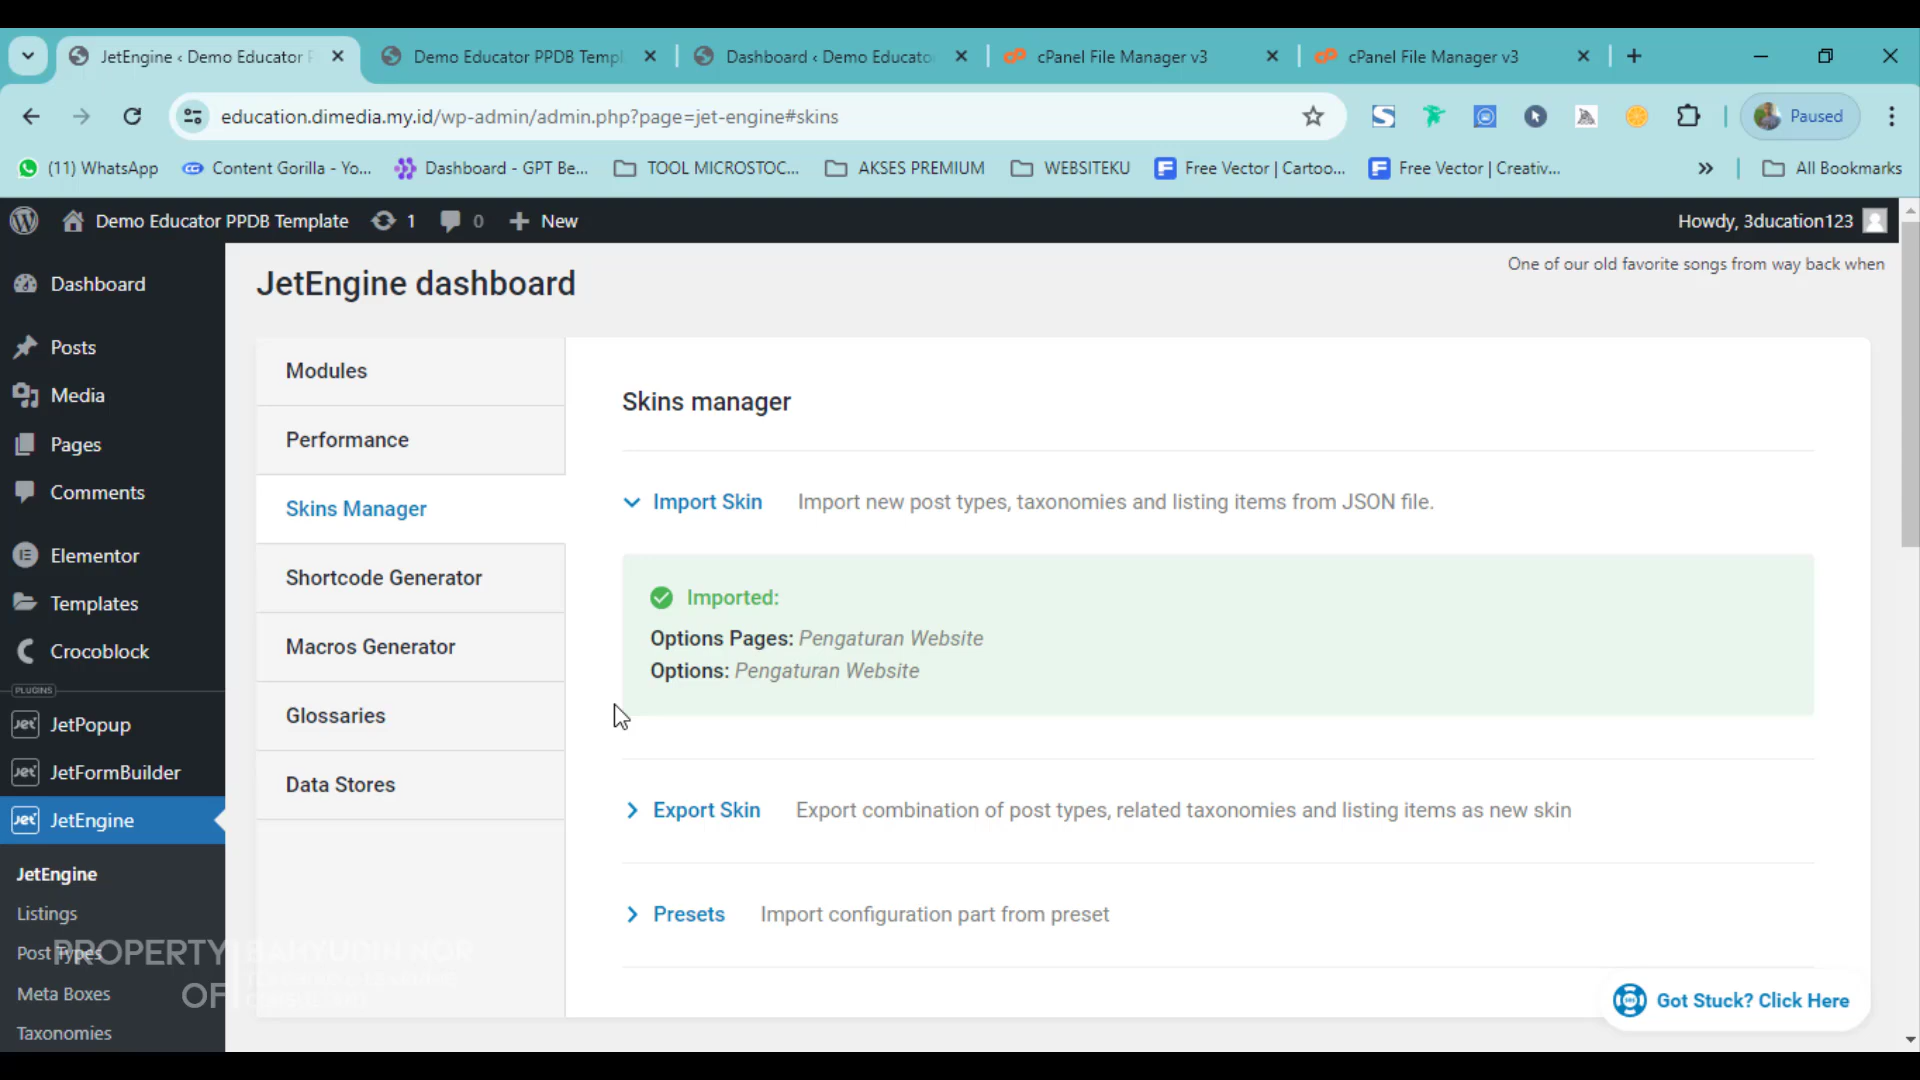 JetEngine ‹ Demo Educator P
Demo Educator PPDB Templ
Dashboard ‹ Demo Educato
cPanel File Manager v3
cPanel File Manager v3
education.dimedia.my.id/wp-admin/admin.php?page=jet-engine#skins
Paused
(11) WhatsApp
Content Gorilla - Yo...
Dashboard - GPT Be...
TOOL MICROSTOC...
AKSES PREMIUM
WEBSITEKU
Free Vector | Cartoo...
Free Vector | Creativ...
All Bookmarks
Demo Educator PPDB Template
1
0
New
Howdy, 3ducation123
One of our old favorite songs from way back when
Dashboard
Posts
Media
Pages
Comments
Elementor
Templates
Crocoblock
PLUGINS
JetPopup
JetFormBuilder
JetEngine
JetEngine
Listings
Post Types
Meta Boxes
Taxonomies
JetEngine dashboard
Modules
Performance
Skins Manager
Shortcode Generator
Macros Generator
Glossaries
Data Stores
Skins manager
Import Skin Import new post types, taxonomies and listing items from JSON file.
Imported:
Options Pages: Pengaturan Website
Options: Pengaturan Website
Export Skin Export combination of post types, related taxonomies and listing items as new skin
Presets Import configuration part from preset
Got Stuck? Click Here
PROPERTY
OF
BAHYUDIN NOR